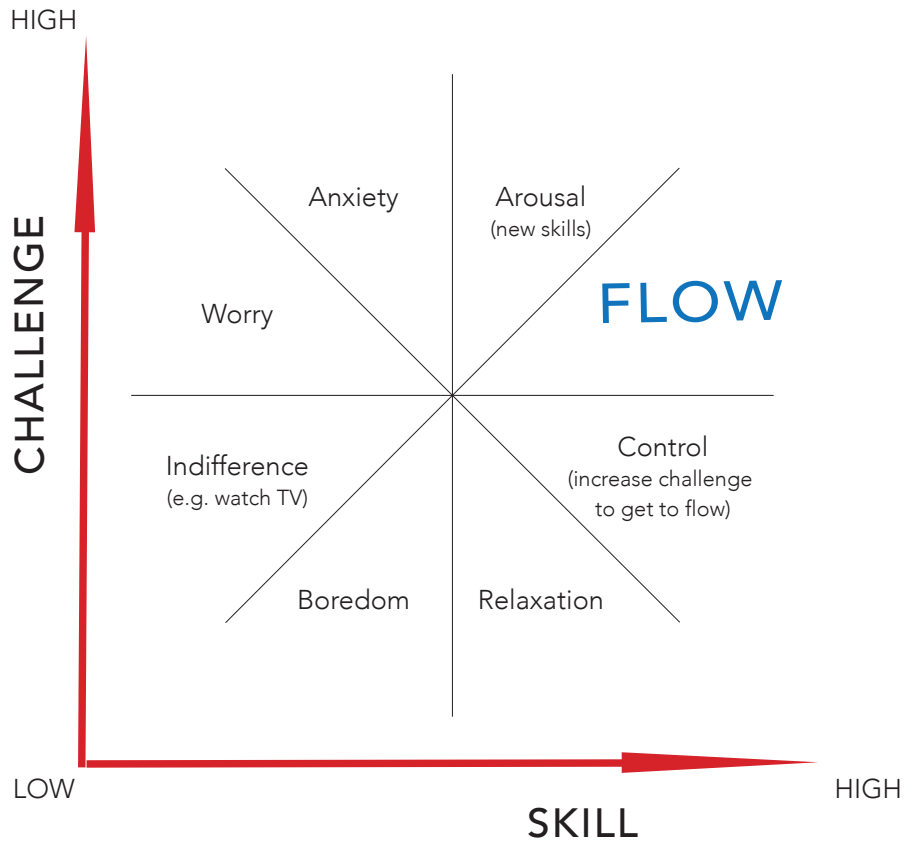 HIGH
CHALLENGE
Anxiety
Arousal
(new skills)
Worry
FLOW
Indifference
(e.g. watch TV)
Control
(increase challenge
to get to flow)
Boredom
Relaxation
LOW
HIGH
SKILL